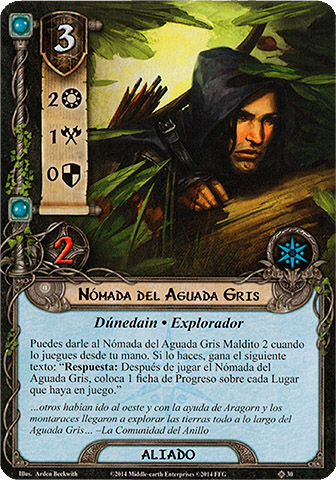 3
2
1
0
2
Nómada del Aguada Gris
Dúnedain • Explorador
Puedes darle al Nómada del Aguada Gris Maldito 2 cuando
lo juegues desde tu mano. Si lo haces, gana el siguiente
texto: “Respuesta: Después de jugar el Nómada del
Aguada Gris, coloca 1 ficha de Progreso sobre cada Lugar
que haya en juego.”
…otros habían ido al oeste y con la ayuda de Aragorn y los
montaraces llegaron a explorar las tierras todo a lo largo del
Aguada Gris… –La Comunidad del Anillo
ALIADO
Illus. Arden Beckwith ©2014 Middle-earth Enterprises ©2014 FFG 30